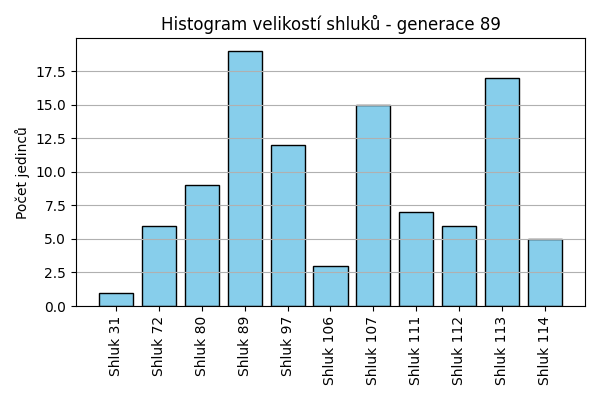 Histogram velikostí shluků - generace 89
Počet jedinců
17.5
15.0
12.5
10.0
7.5
5.0
2.5
0.0
Shluk 31
Shluk 72
Shluk 80
Shluk 89
Shluk 97
Shluk 106
Shluk 107
Shluk 111
Shluk 112
Shluk 113
Shluk 114